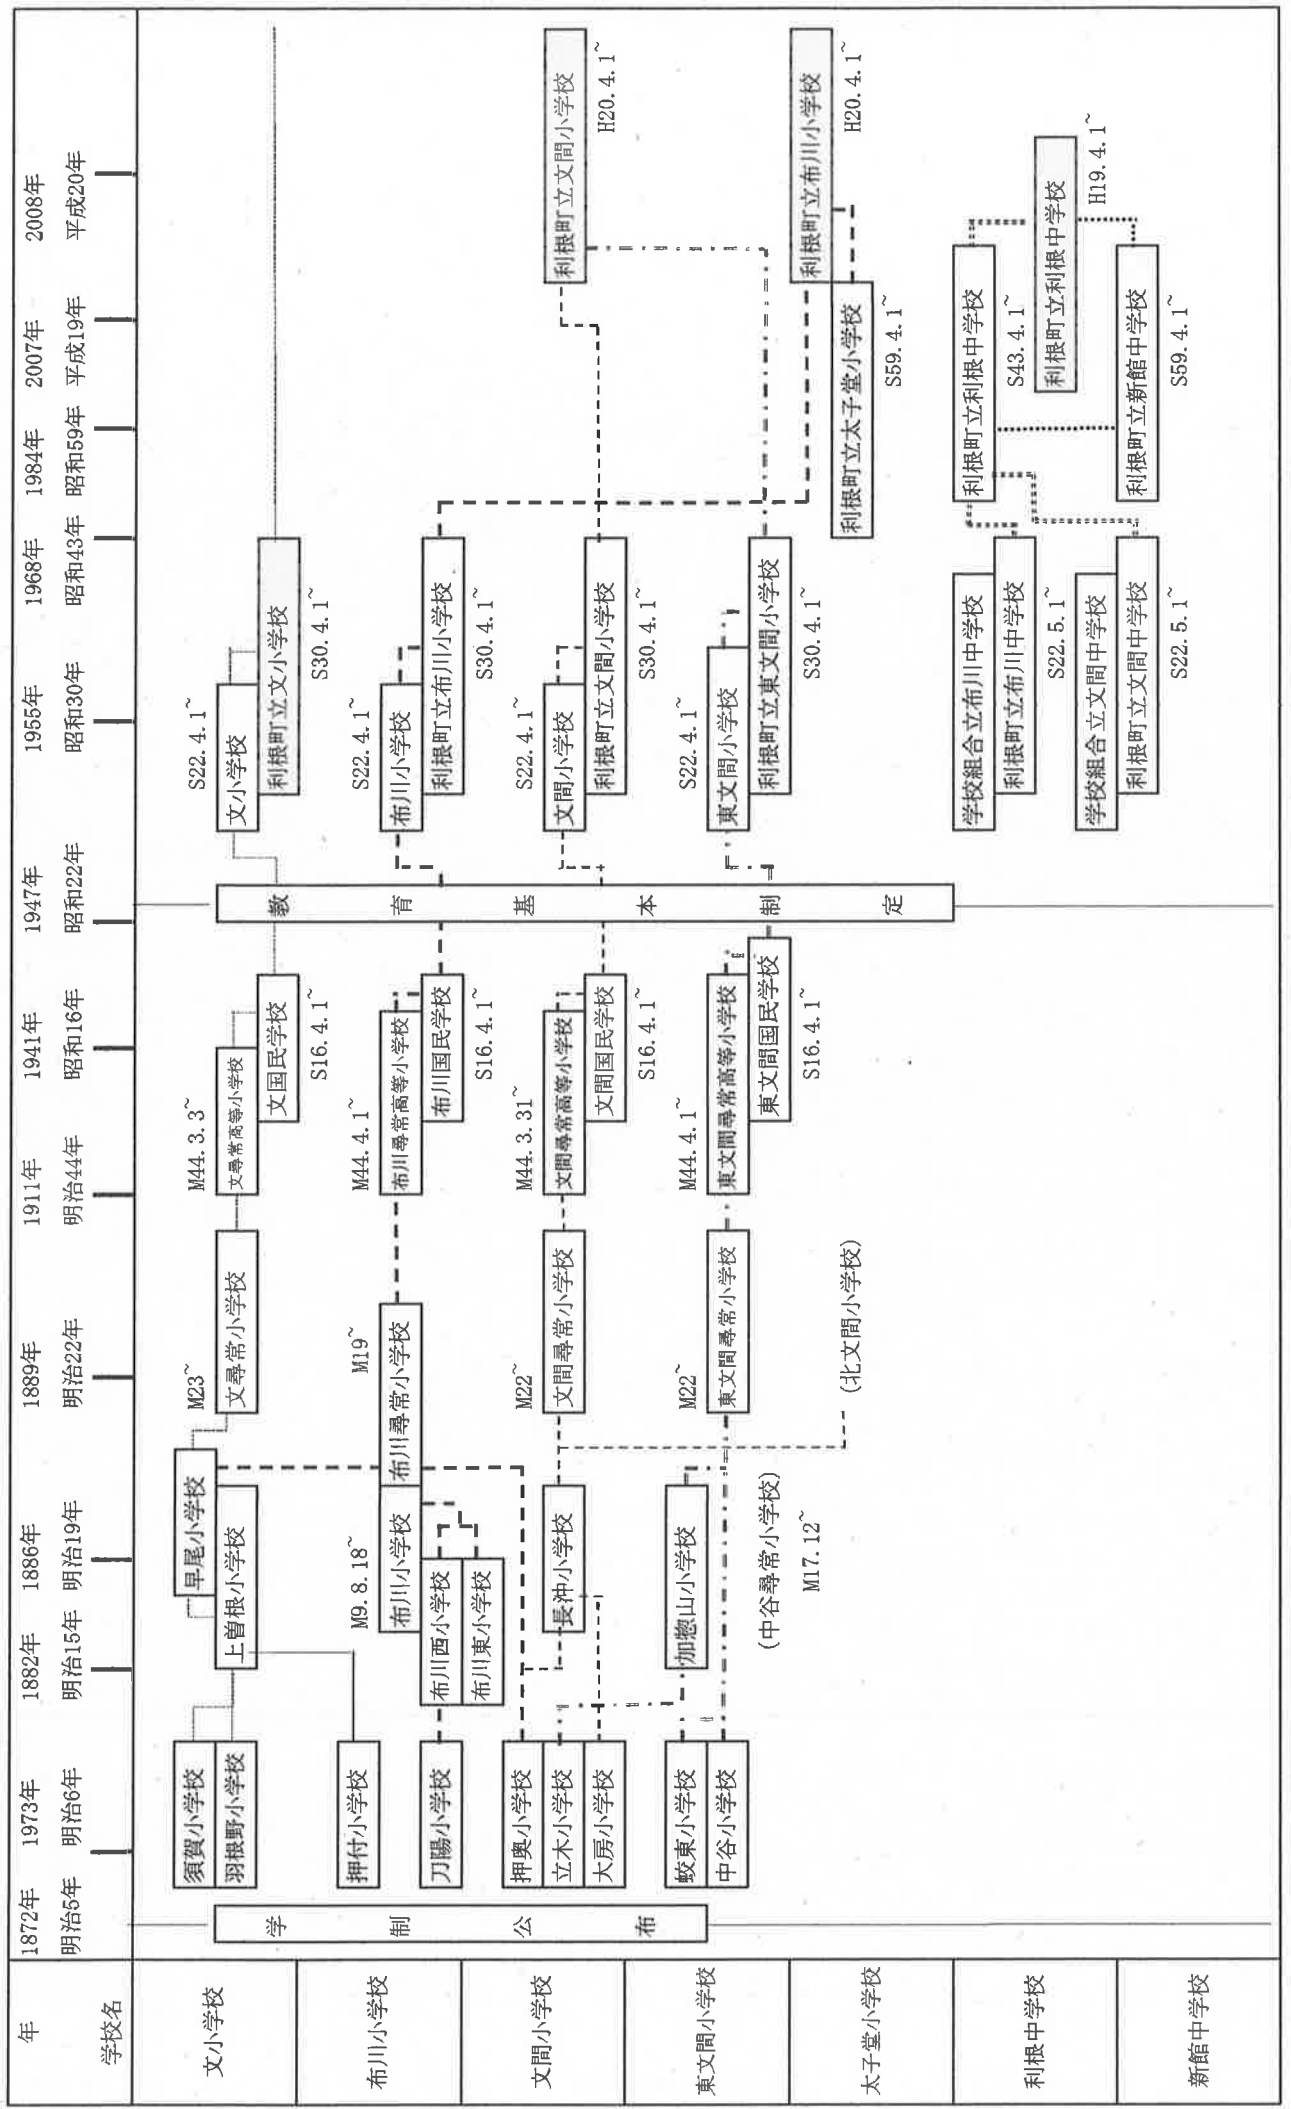 年
学校名
1872年
明治5年
1973年
明治6年
1882年
明治15年
1886年
明治19年
1889年
明治22年
1911年
明治44年
1941年
昭和16年
1947年
昭和22年
1955年
昭和30年
1968年
昭和43年
1984年
昭和59年
2007年
平成19年
2008年
平成20年
学制公布
教育基本制定
文小学校
須賀小学校
羽根野小学校
上曽根小学校
早尾小学校
M23~
文尋常小学校
M44.3.3~
文尋常高等小学校
文国民学校
S16.4.1~
S22.4.1~
文小学校
利根町立文小学校
S30.4.1~
布川小学校
押付小学校
刀陽小学校
布川西小学校
布川東小学校
M9.8.18~
布川小学校
M19~
布川尋常小学校
M44.4.1~
布川尋常高等小学校
布川国民学校
S16.4.1~
S22.4.1~
布川小学校
利根町立布川小学校
S30.4.1~
文間小学校
押奥小学校
立木小学校
大房小学校
長沖小学校
M22~
文間尋常小学校
M44.3.31~
文間尋常高等小学校
文間国民学校
S16.4.1~
S22.4.1~
文間小学校
利根町立文間小学校
S30.4.1~
利根町立文間小学校
H20.4.1~
東文間小学校
蛟東小学校
中谷小学校
加惣山小学校
(中谷尋常小学校)
M17.12~
M22~
東文間尋常小学校
(北文間小学校)
M44.4.1~
東文間尋常高等小学校
東文間国民学校
S16.4.1~
S22.4.1~
東文間小学校
利根町立東文間小学校
S30.4.1~
太子堂小学校
利根町立太子堂小学校
S59.4.1~
利根町立布川小学校
H20.4.1~
利根中学校
学校組合立布川中学校
利根町立布川中学校
S22.5.1~
利根町立利根中学校
S43.4.1~
利根町立利根中学校
H19.4.1~
新館中学校
学校組合立文間中学校
利根町立文間中学校
S22.5.1~
利根町立新館中学校
S59.4.1~